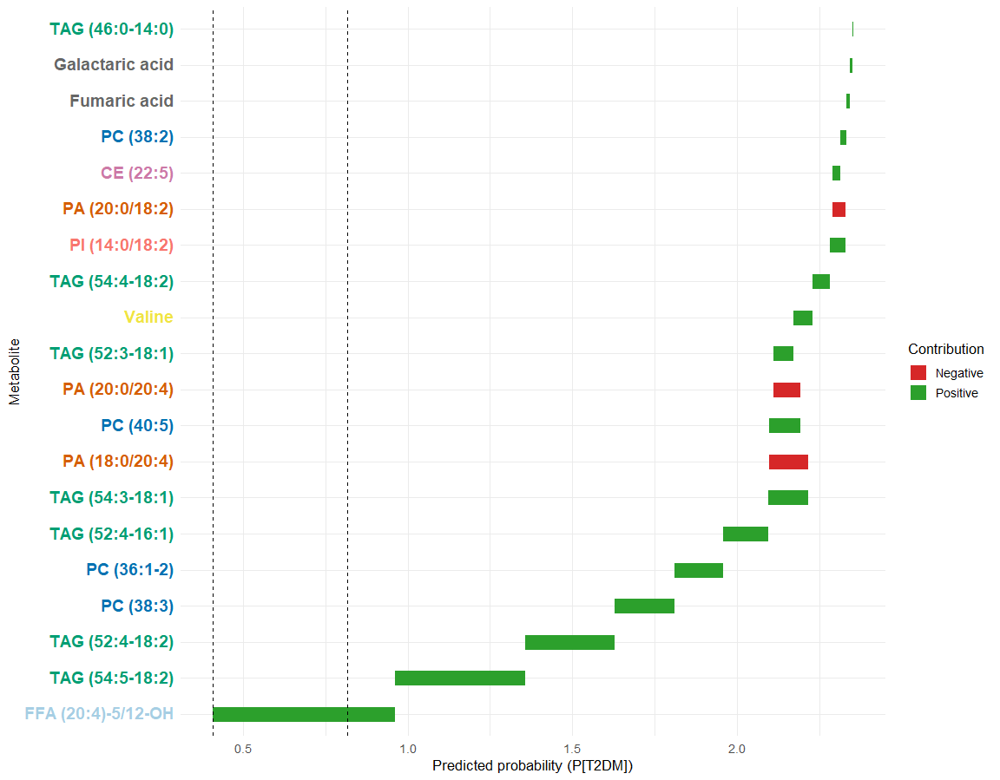 TAG (46:0-14:0)
Galactaric acid
Fumaric acid
PC (38:2)
CE (22:5)
PA (20:0/18:2)
PI (14:0/18:2)
TAG (54:4-18:2)
Valine
TAG (52:3-18:1)
PA (20:0/20:4)
PC (40:5)
PA (18:0/20:4)
TAG (54:3-18:1)
TAG (52:4-16:1)
PC (36:1-2)
PC (38:3)
TAG (52:4-18:2)
TAG (54:5-18:2)
FFA (20:4)-5/12-OH
Metabolite
0.5 1.0 1.5 2.0
Predicted probability (P[T2DM])
Contribution
Negative
Positive